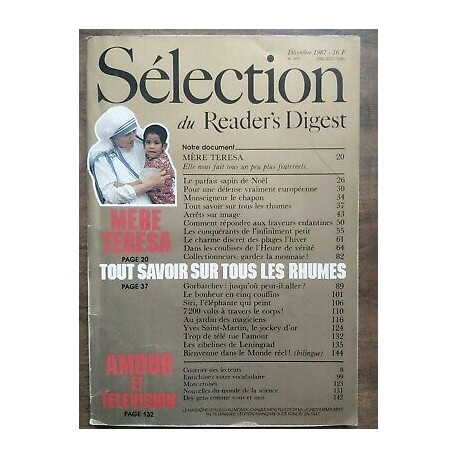 Décembre 1987 - 16 F
Sélection
du Reader's Digest
Notre document
MÈRE TERESA 20
Elle nous fait tous un peu plus fraternels.
Le parfait sapin de Noël 26
Pour une défense vraiment européenne 30
Monseigneur le chapon 34
Tout savoir sur tous les rhumes 37
Arrêts sur image 43
Comment répondre aux frayeurs enfantines 50
Les conquérants de l'infiniment petit 55
Le charme discret des plages l'hiver 61
Dans les coulisses de l'Heure de vérité 64
Collectionneurs, gardez la monnaie! 82
MÈRE
TERESA
PAGE 20
TOUT SAVOIR SUR TOUS LES RHUMES
PAGE 37
Gorbatchev: jusqu'où peut-il aller? 89
Le bonheur en cinq couffins 101
Siri, l'éléphante qui peint 106
7 200 volts à travers le corps! 110
Au jardin des magiciens 116
Yves Saint-Martin, le jockey d'or 124
Trop de télé tue l'amour 132
Les zibelines de Leningrad 135
Bienvenue dans le Monde réel! (bilingue) 144
AMOUR
ET
TÉLÉVISION
PAGE 132
Courrier des lecteurs 8
Enrichissez votre vocabulaire 99
Mots croisés 123
Nouvelles du monde de la science 131
Des gens comme vous et moi 142